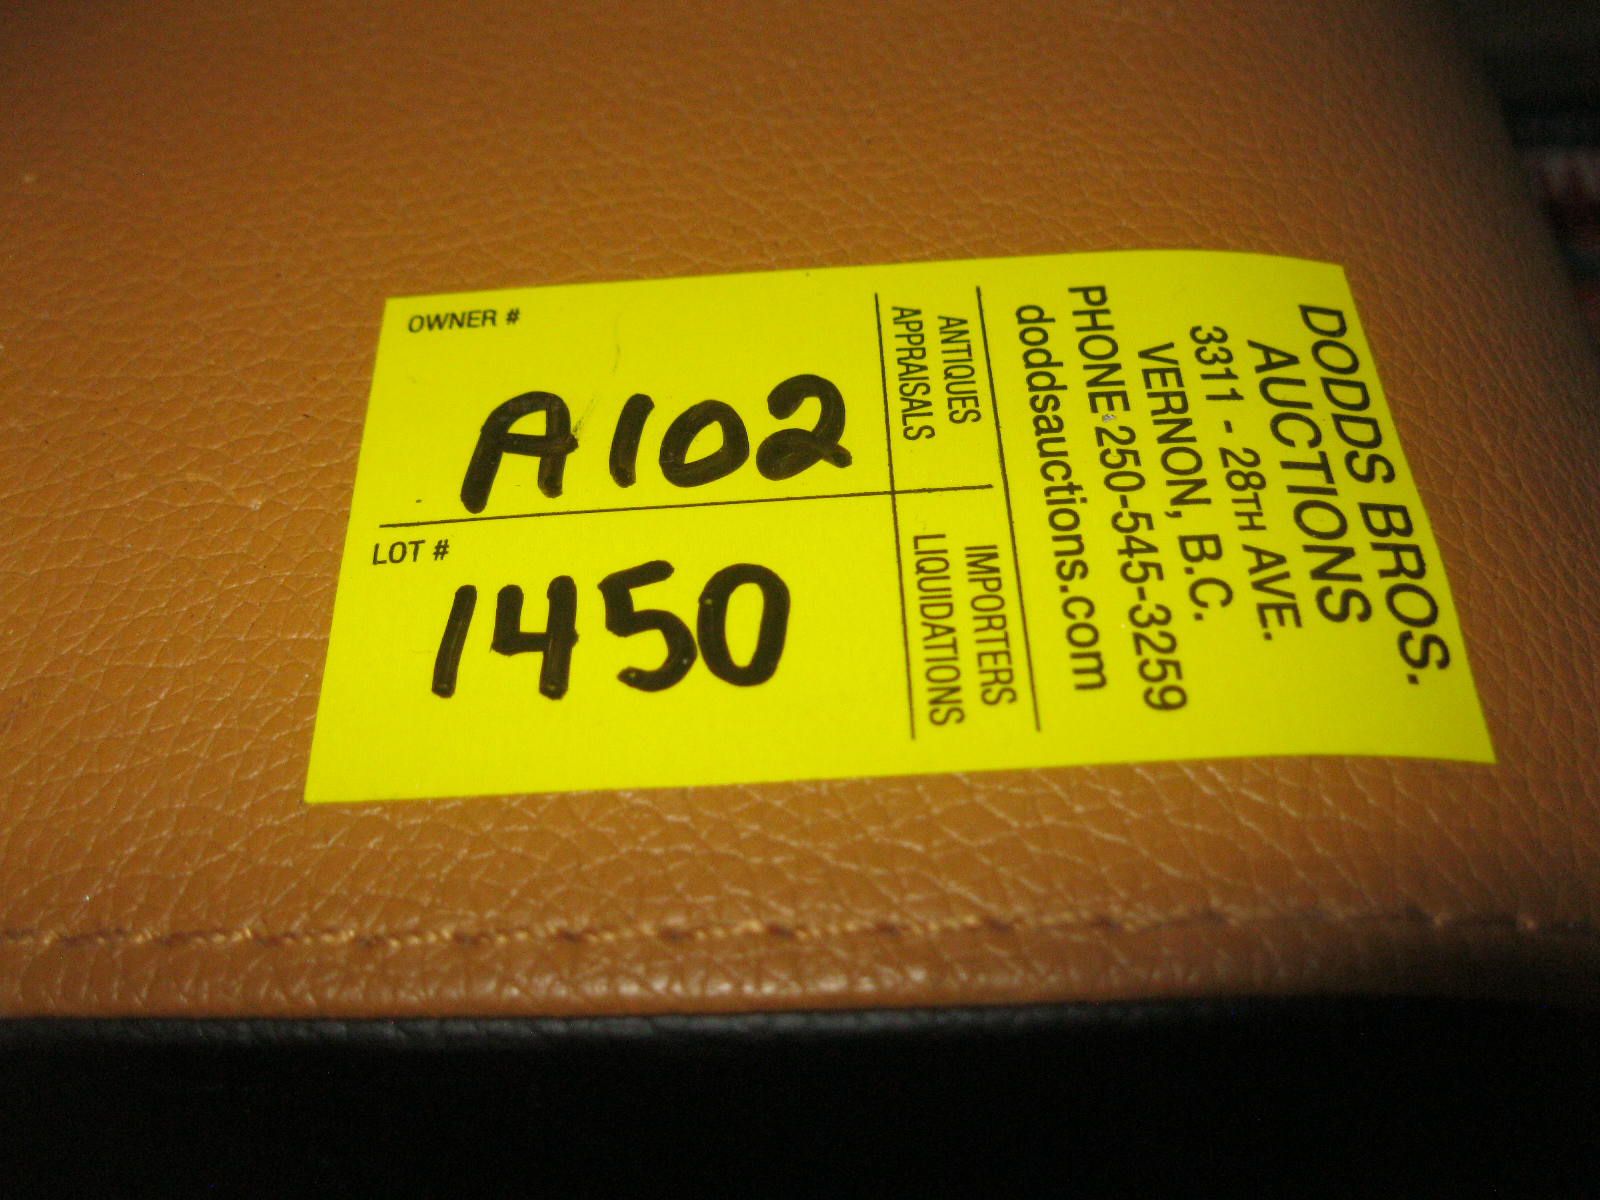 DODDS BROS.
AUCTIONS
3311 - 28TH AVE.
VERNON, B.C.
PHONE 250-545-3259
doddsauctions.com
ANTIQUES
APPRAISALS
IMPORTERS
LIQUIDATIONS
OWNER #
A102
LOT #
1450